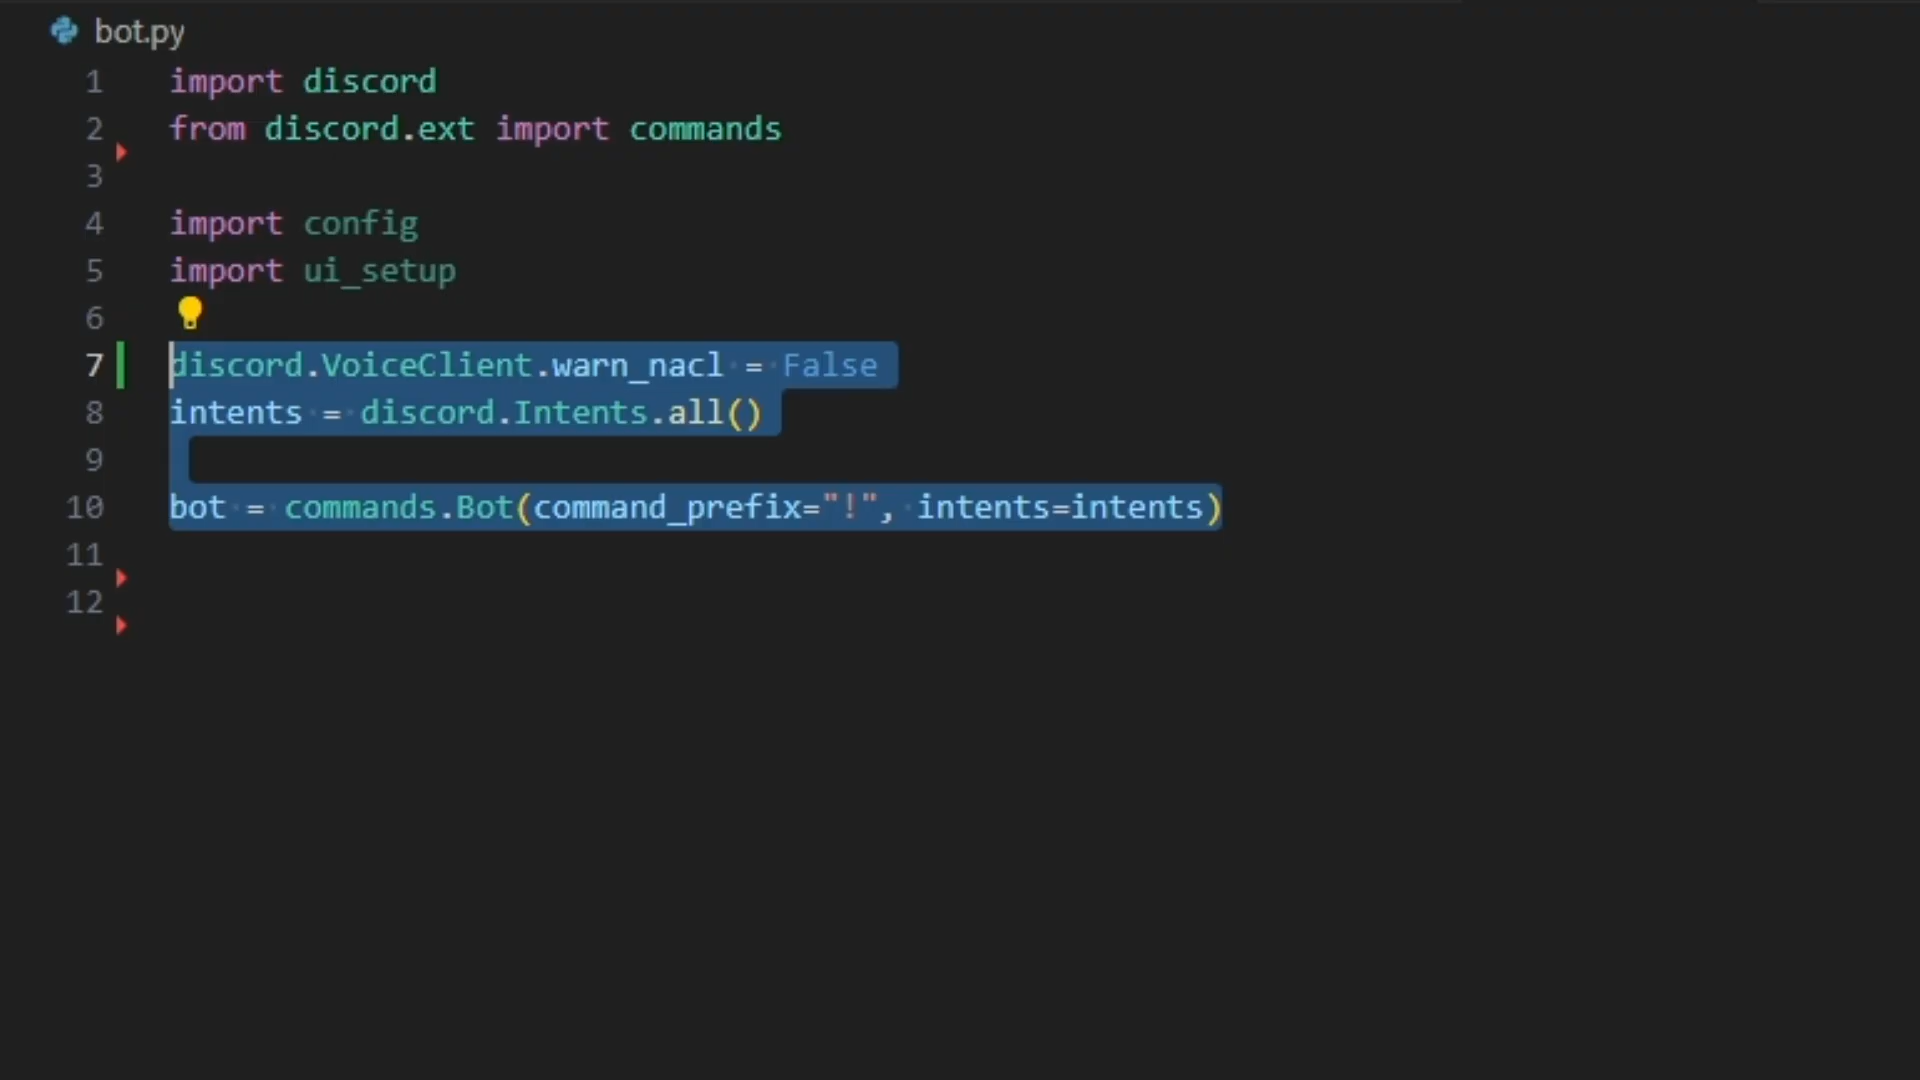 bot.py
1 import discord
2 from discord.ext import commands
3
4 import config
5 import ui_setup
6
7 discord.VoiceClient.warn_nacl = False
8 intents = discord.Intents.all()
9
10 bot = commands.Bot(command_prefix="!", intents=intents)
11
12